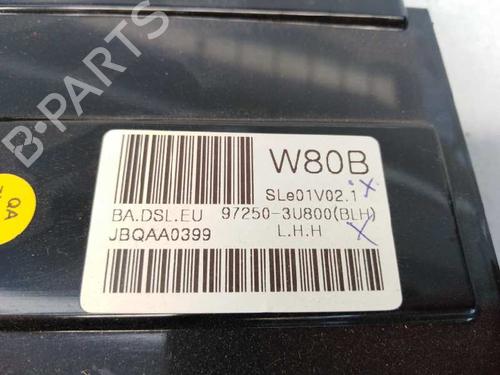 W80B
SLe01V02.1
BA.DSL.EU 97250-3U800(BLH)
JBQAA0399 L.H.H
QA
B-PARTS